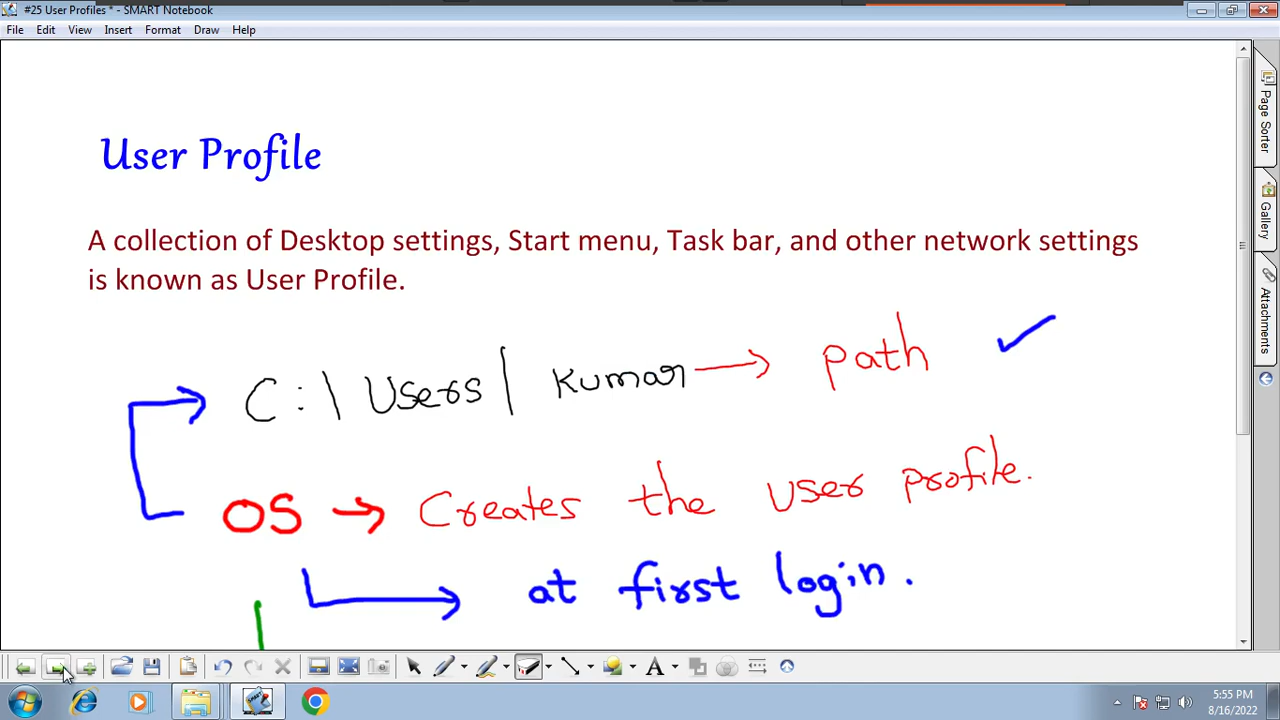 #25 User Profiles * - SMART Notebook
File Edit View Insert Format Draw Help
User Profile
A collection of Desktop settings, Start menu, Task bar, and other network settings
is known as User Profile.
C:\ Users | Kumar → path ✓
OS → Creates the user profile.
at first login.
Page Sorter
Gallery
Attachments
A
5:55 PM
8/16/2022